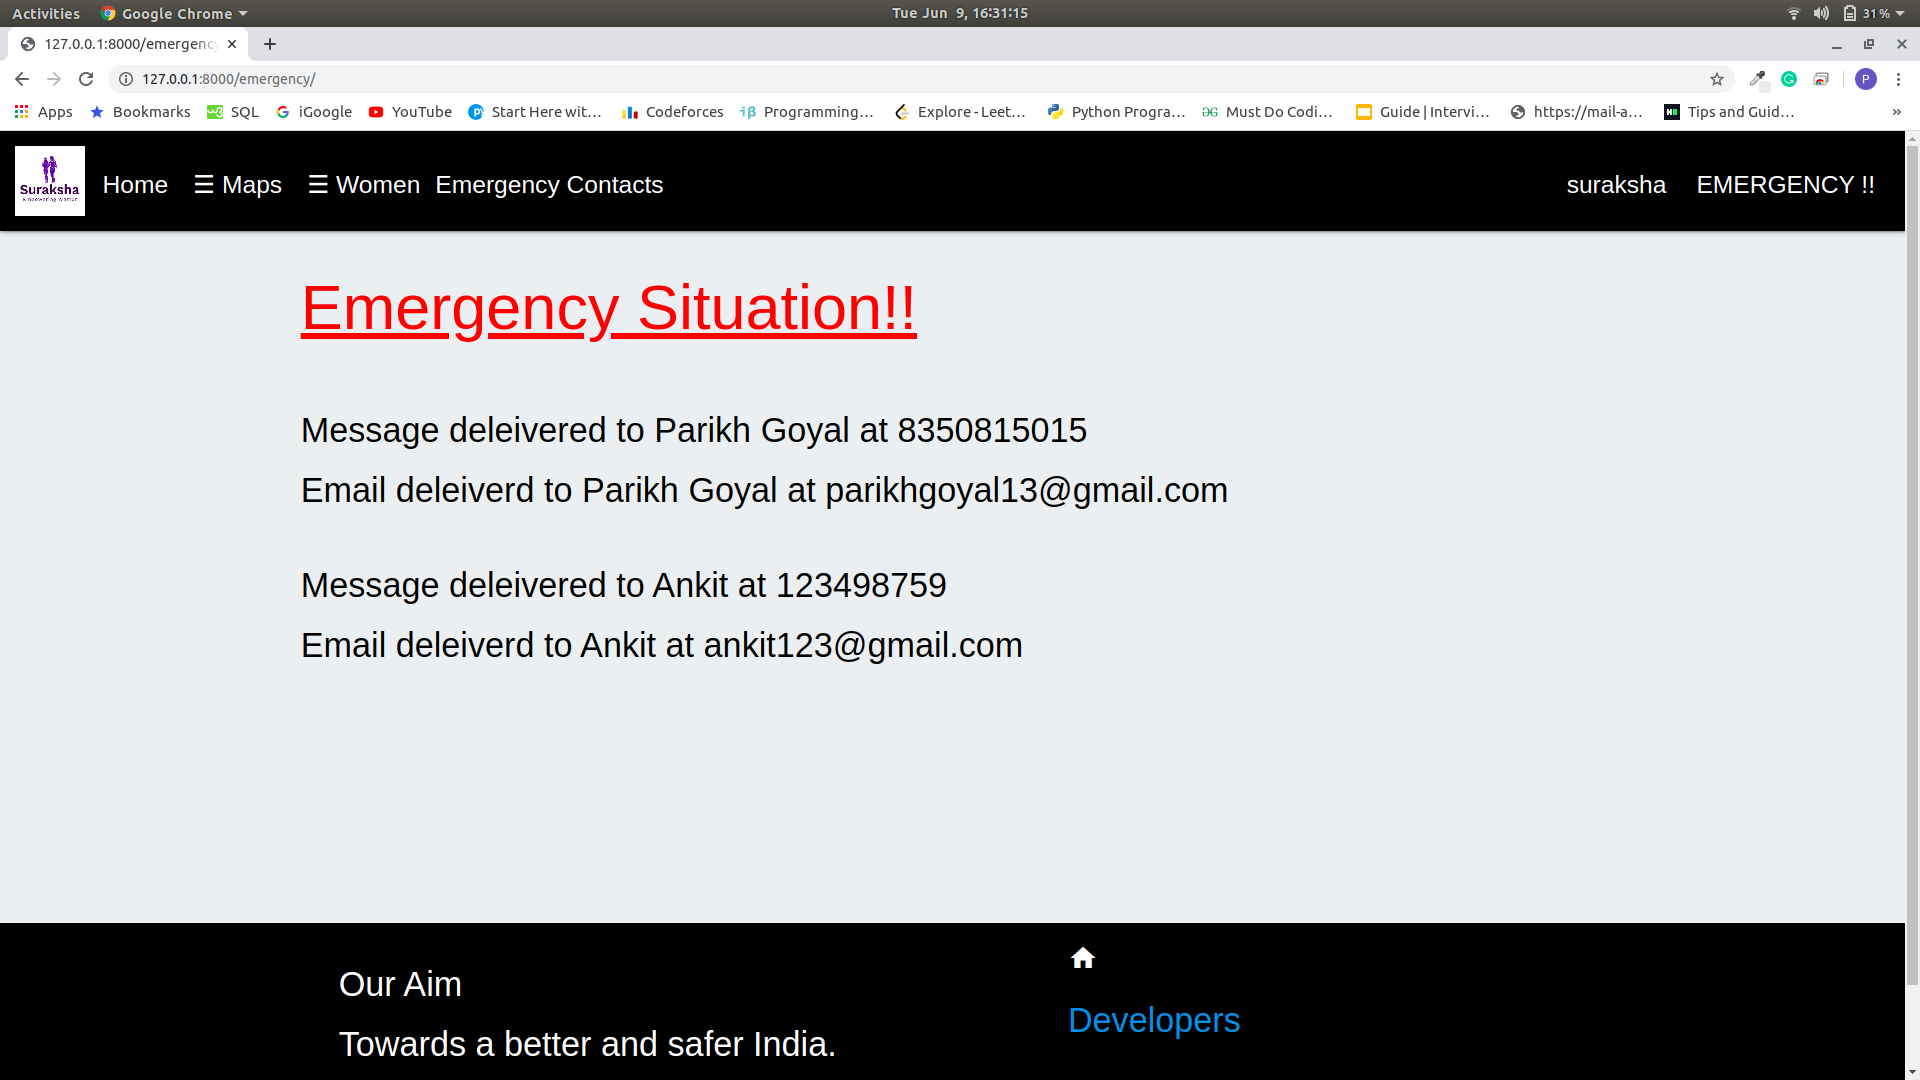 Activities Google Chrome Tue Jun 9, 16:31:15 31%
127.0.0.1:8000/emergency
127.0.0.1:8000/emergency/
Apps Bookmarks SQL iGoogle YouTube Start Here wit... Codeforces Programming... Explore - Leet... Python Progra... Must Do Codi... Guide | Intervi... https://mail-a... Tips and Guid... »
Suraksha
Empowering Woman
Home ☰ Maps ☰ Women Emergency Contacts suraksha EMERGENCY !!
Emergency Situation!!
Message deleivered to Parikh Goyal at 8350815015
Email deleiverd to Parikh Goyal at parikhgoyal13@gmail.com
Message deleivered to Ankit at 123498759
Email deleiverd to Ankit at ankit123@gmail.com
Our Aim
Developers
Towards a better and safer India.